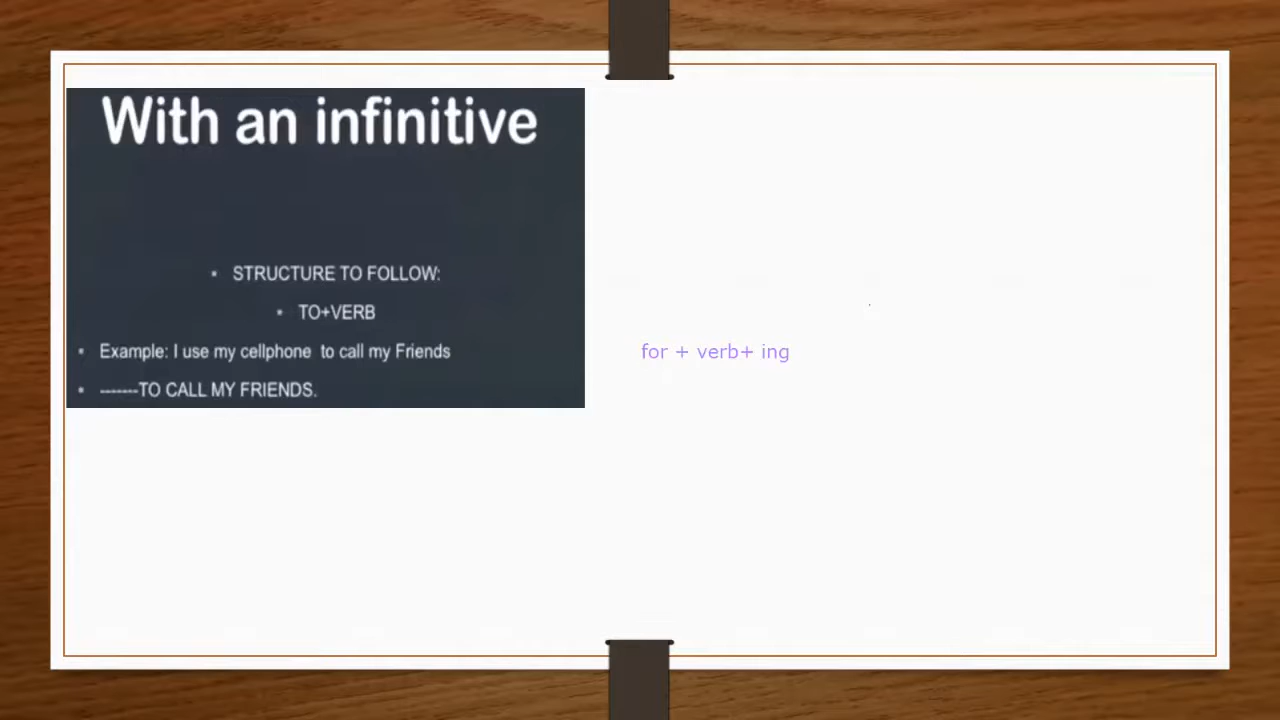 With an infinitive
▪ STRUCTURE TO FOLLOW:
▪ TO+VERB
▪ Example: I use my cellphone to call my Friends
▪ -------TO CALL MY FRIENDS.
for + verb+ ing